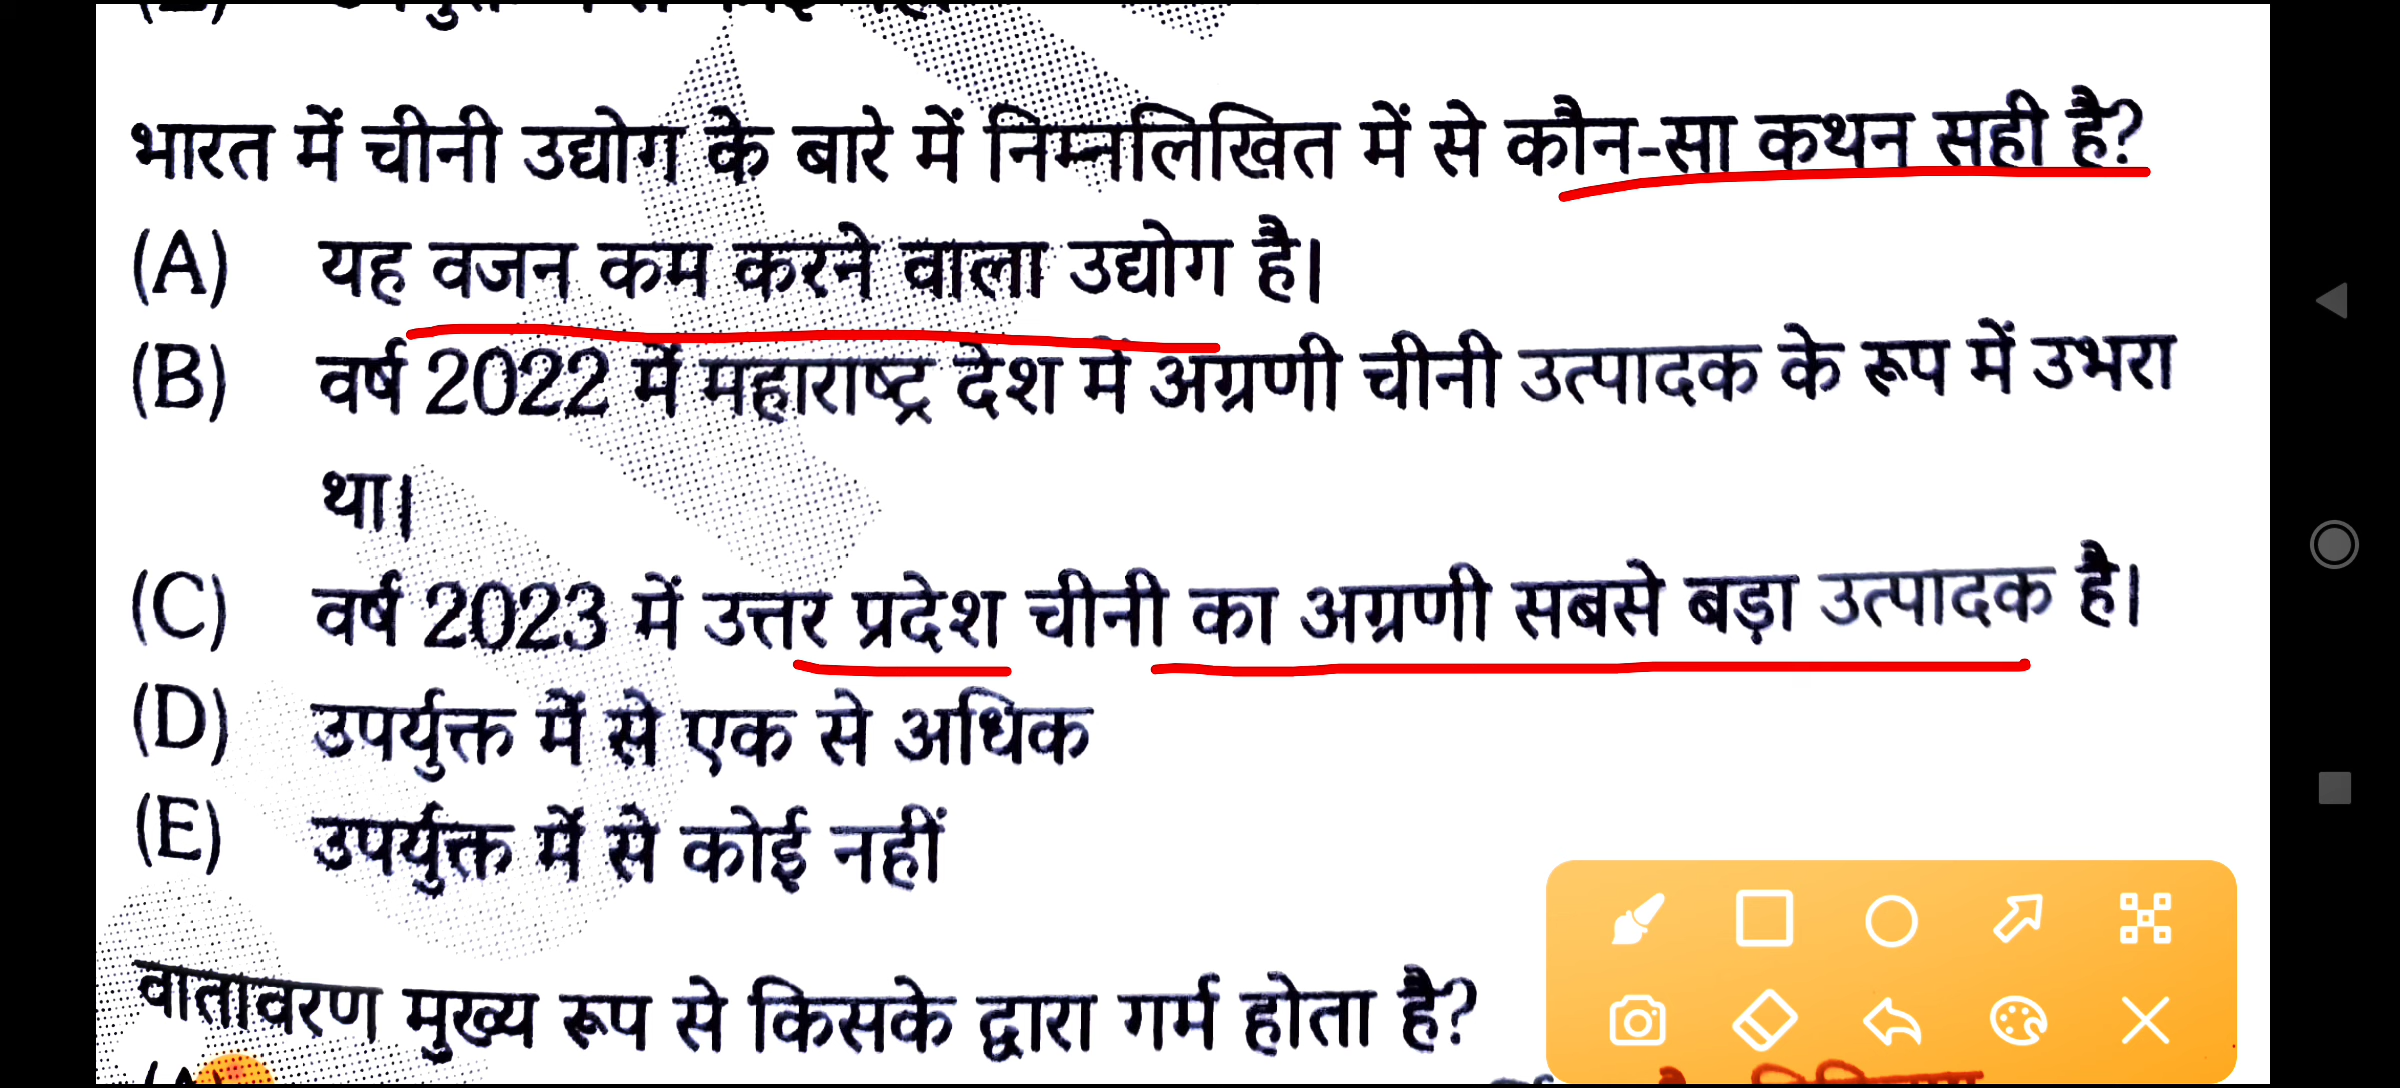 भारत में चीनी उद्योग के बारे में निम्नलिखित में से कौन-सा कथन सही है?
(A) यह वजन कम करने वाला उद्योग है।
(B) वर्ष 2022 में महाराष्ट्र देश में अग्रणी चीनी उत्पादक के रूप में उभरा
था।
(C) वर्ष 2023 में उत्तर प्रदेश चीनी का अग्रणी सबसे बड़ा उत्पादक है।
(D) उपर्युक्त में से एक से अधिक
(E) उपर्युक्त में से कोई नहीं
वातावरण मुख्य रूप से किसके द्वारा गर्म होता है?